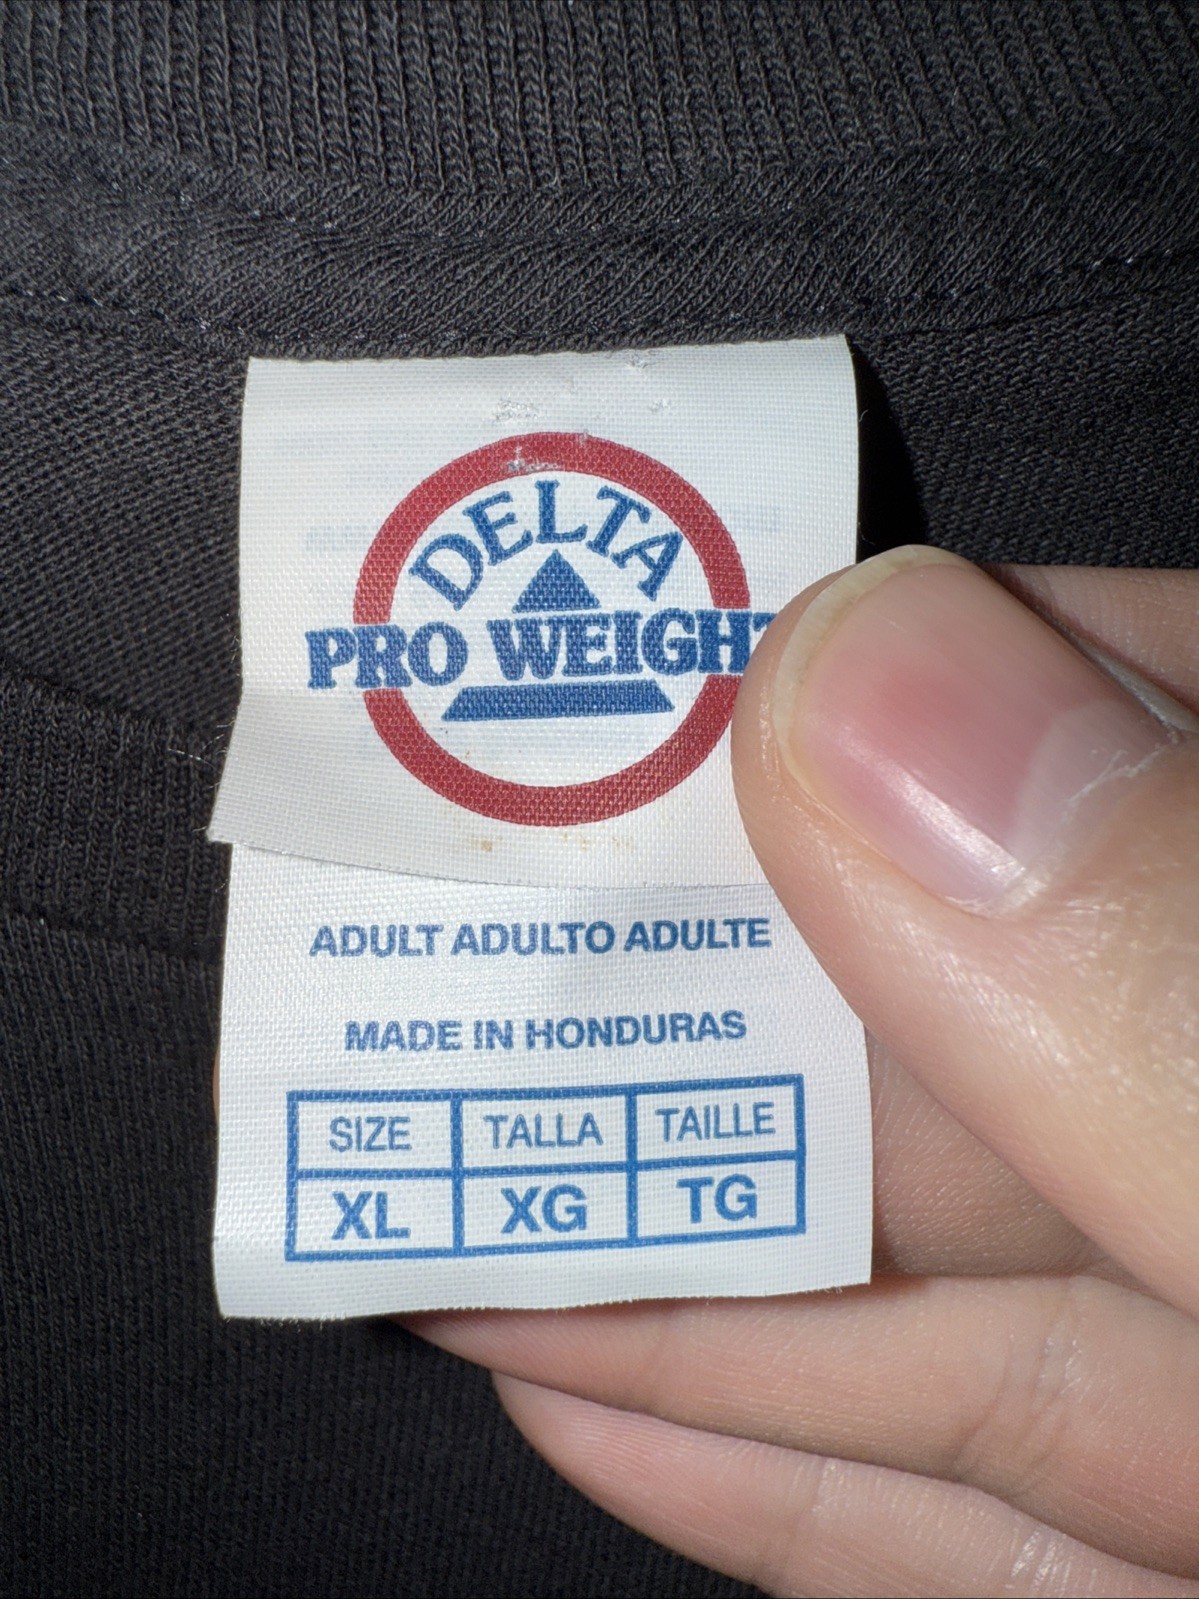 DELTA
PRO WEIGHT
ADULT ADULTO ADULTE
MADE IN HONDURAS
SIZE TALLA TAILLE
XL XG TG